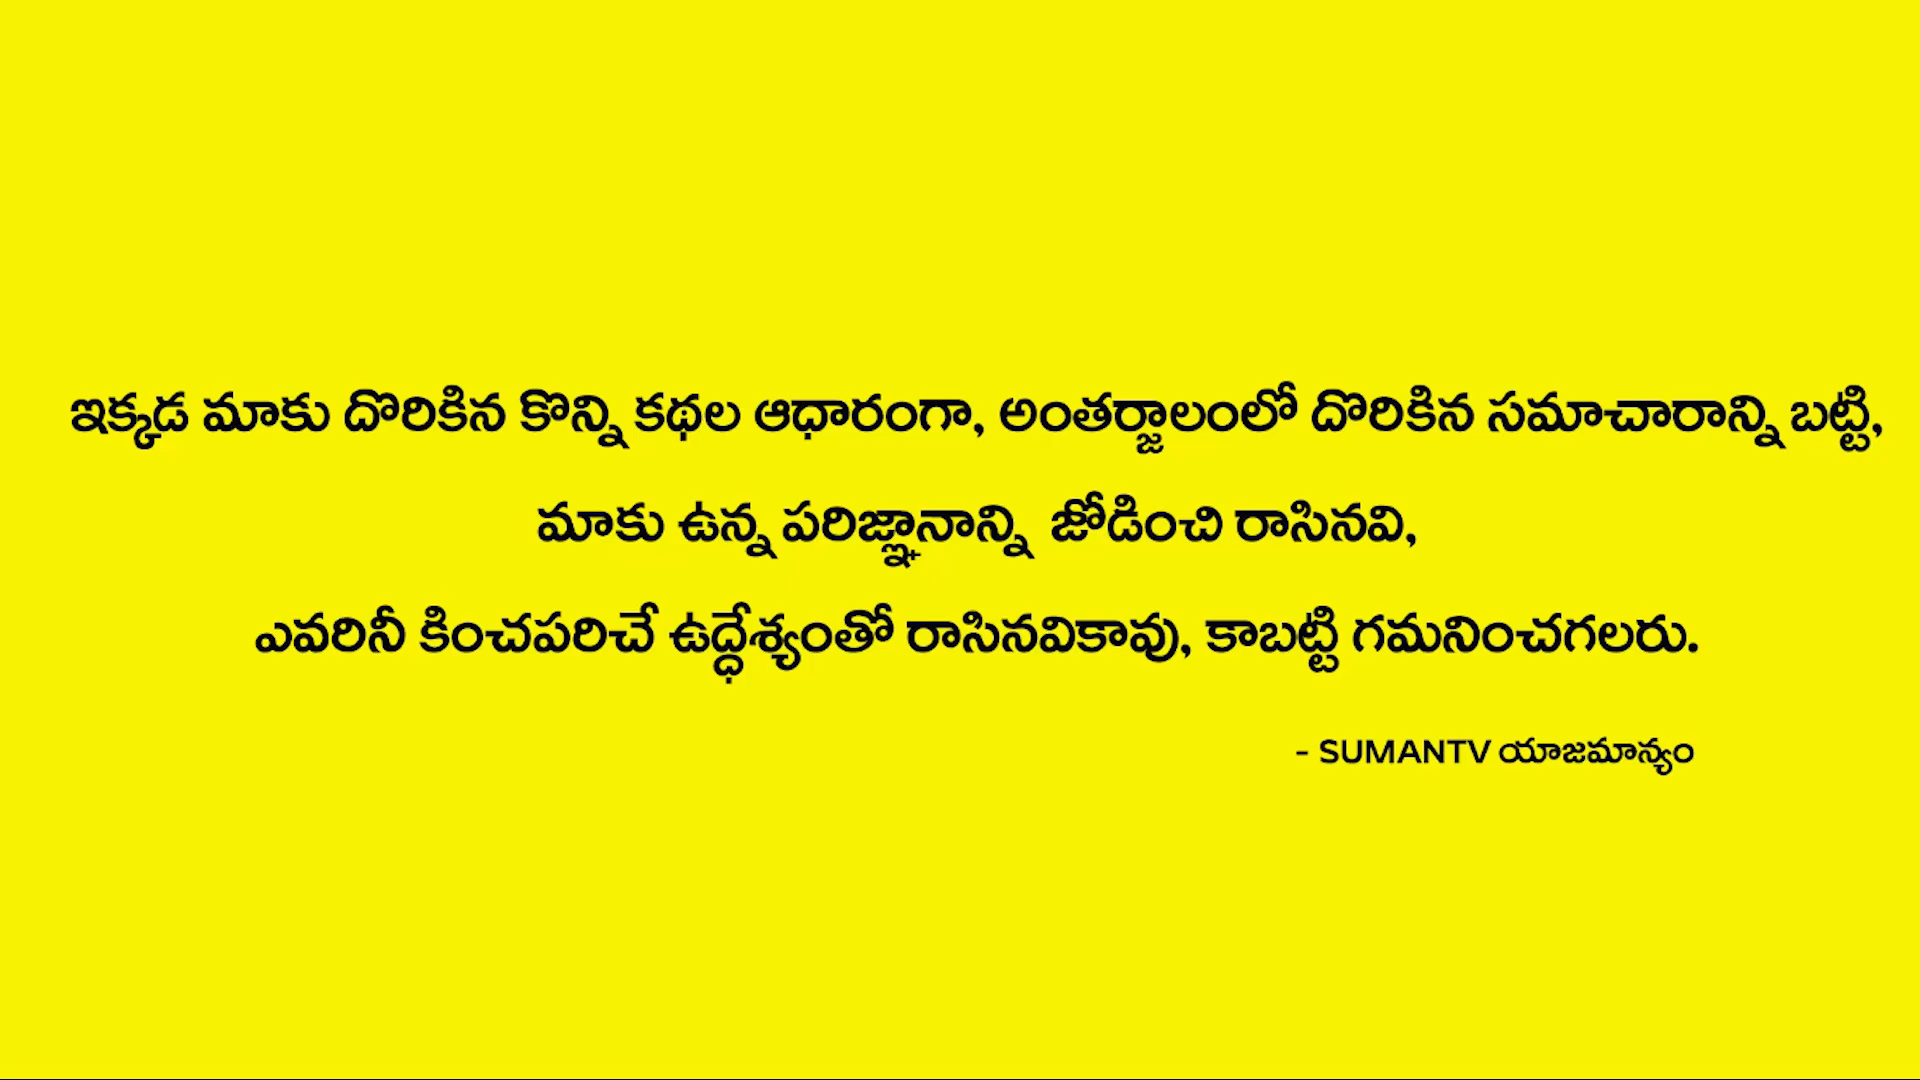 ఇక్కడ మాకు దొరికిన కొన్ని కథల ఆధారంగా, అంతర్జాలంలో దొరికిన సమాచారాన్ని బట్టి,
మాకు ఉన్న పరిజ్ఞానాన్ని జోడించి రాసినవి,
ఎవరినీ కించపరిచే ఉద్ధేశ్యంతో రాసినవికావు, కాబట్టి గమనించగలరు.
- SUMANTV యాజమాన్యం